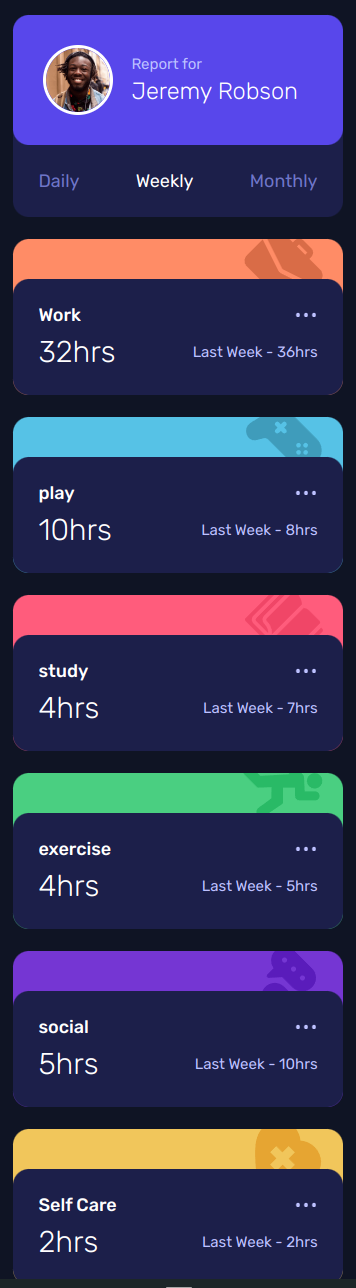 Report for
Jeremy Robson
Daily Weekly Monthly
Work
32hrs Last Week - 36hrs
play
10hrs Last Week - 8hrs
study
4hrs Last Week - 7hrs
exercise
4hrs Last Week - 5hrs
social
5hrs Last Week - 10hrs
Self Care
2hrs Last Week - 2hrs